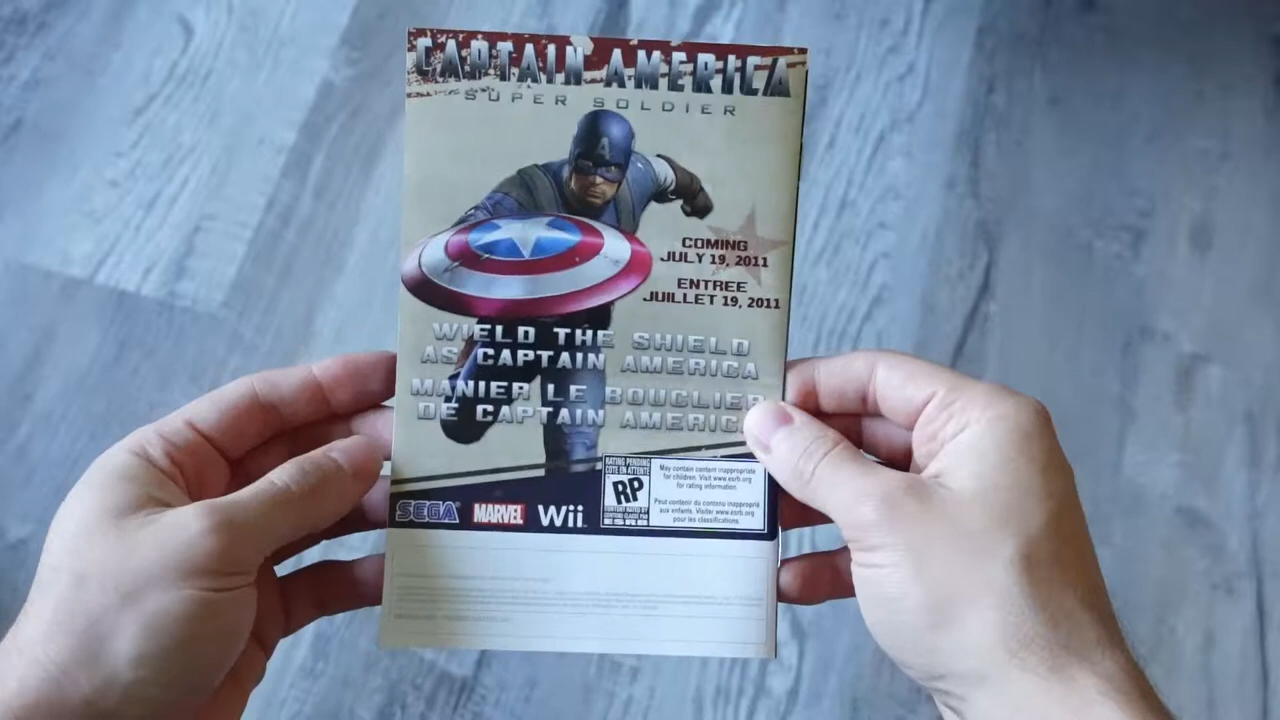 CAPTAIN AMERICA
SUPER SOLDIER
A
COMING
JULY 19, 2011
ENTREE
JUILLET 19, 2011
WIELD THE SHIELD
AS CAPTAIN AMERICA
MANIER LE BOUCLIER
DE CAPTAIN AMERIC
RATING PENDING
COTE EN ATTENTE
RP
May contain content inappropriate
for children. Visit www.esrb.org
for rating information.
Peut contenir du contenu inapproprié
aux enfants. Visiter www.esrb.org
pour les classifications.
SEGA
MARVEL
Wii